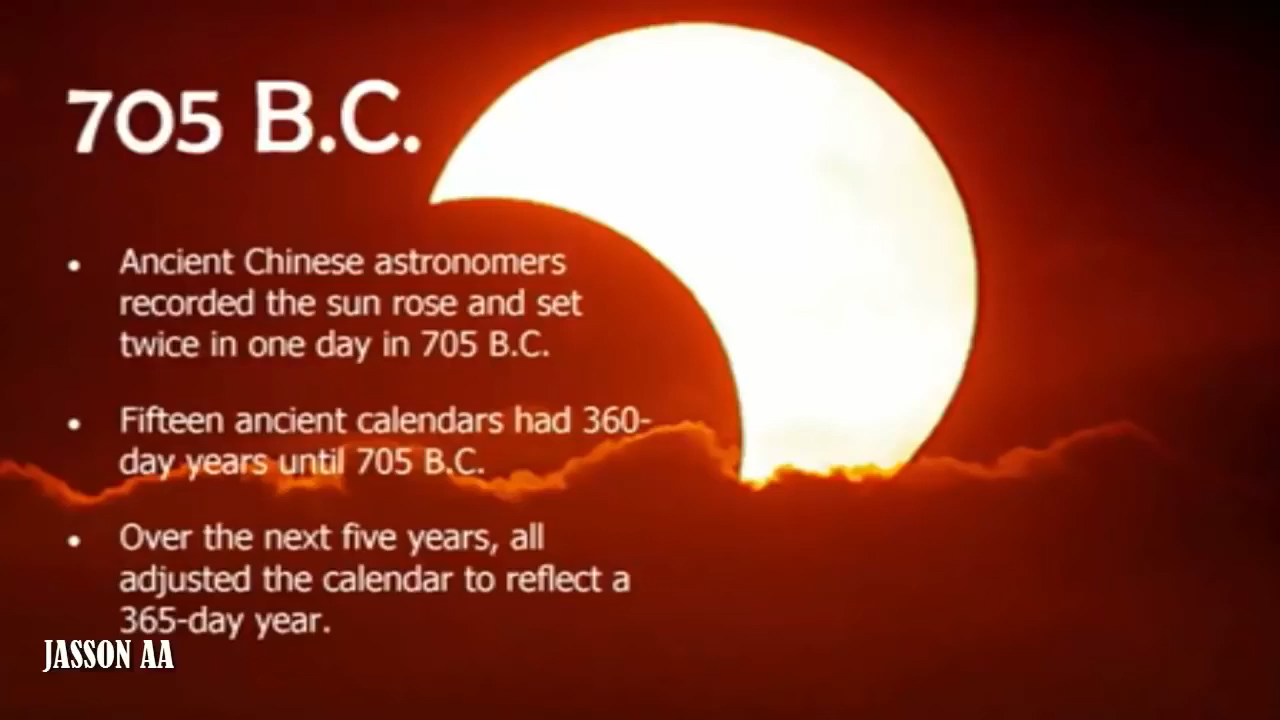 705 B.C.
• Ancient Chinese astronomers
recorded the sun rose and set
twice in one day in 705 B.C.
• Fifteen ancient calendars had 360-
day years until 705 B.C.
• Over the next five years, all
adjusted the calendar to reflect a
365-day year.
JASSON AA